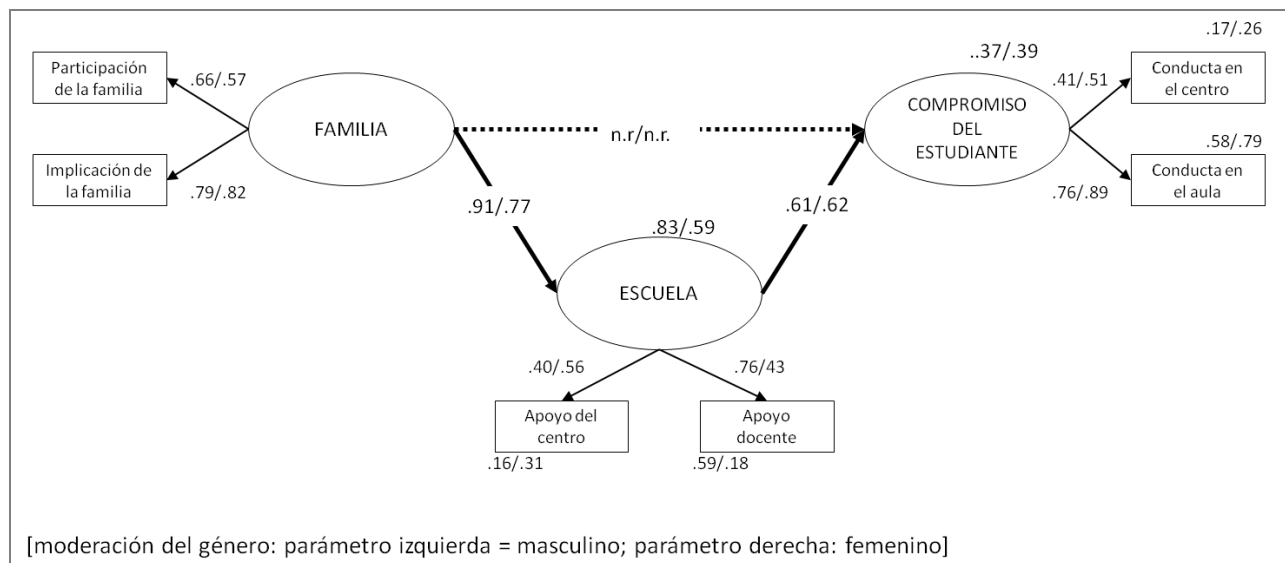 .17/.26
Participación
de la familia
.66/.57
FAMILIA
..37/.39
COMPROMISO
DEL
ESTUDIANTE
.41/.51
Conducta en
el centro
n.r/n.r.
.58/.79
Implicación de
la familia
.79/.82
.76/.89
Conducta en
el aula
.91/.77
.61/.62
.83/.59
ESCUELA
.40/.56
.76/43
Apoyo del
centro
Apoyo
docente
.16/.31
.59/.18
[moderación del género: parámetro izquierda = masculino; parámetro derecha: femenino]